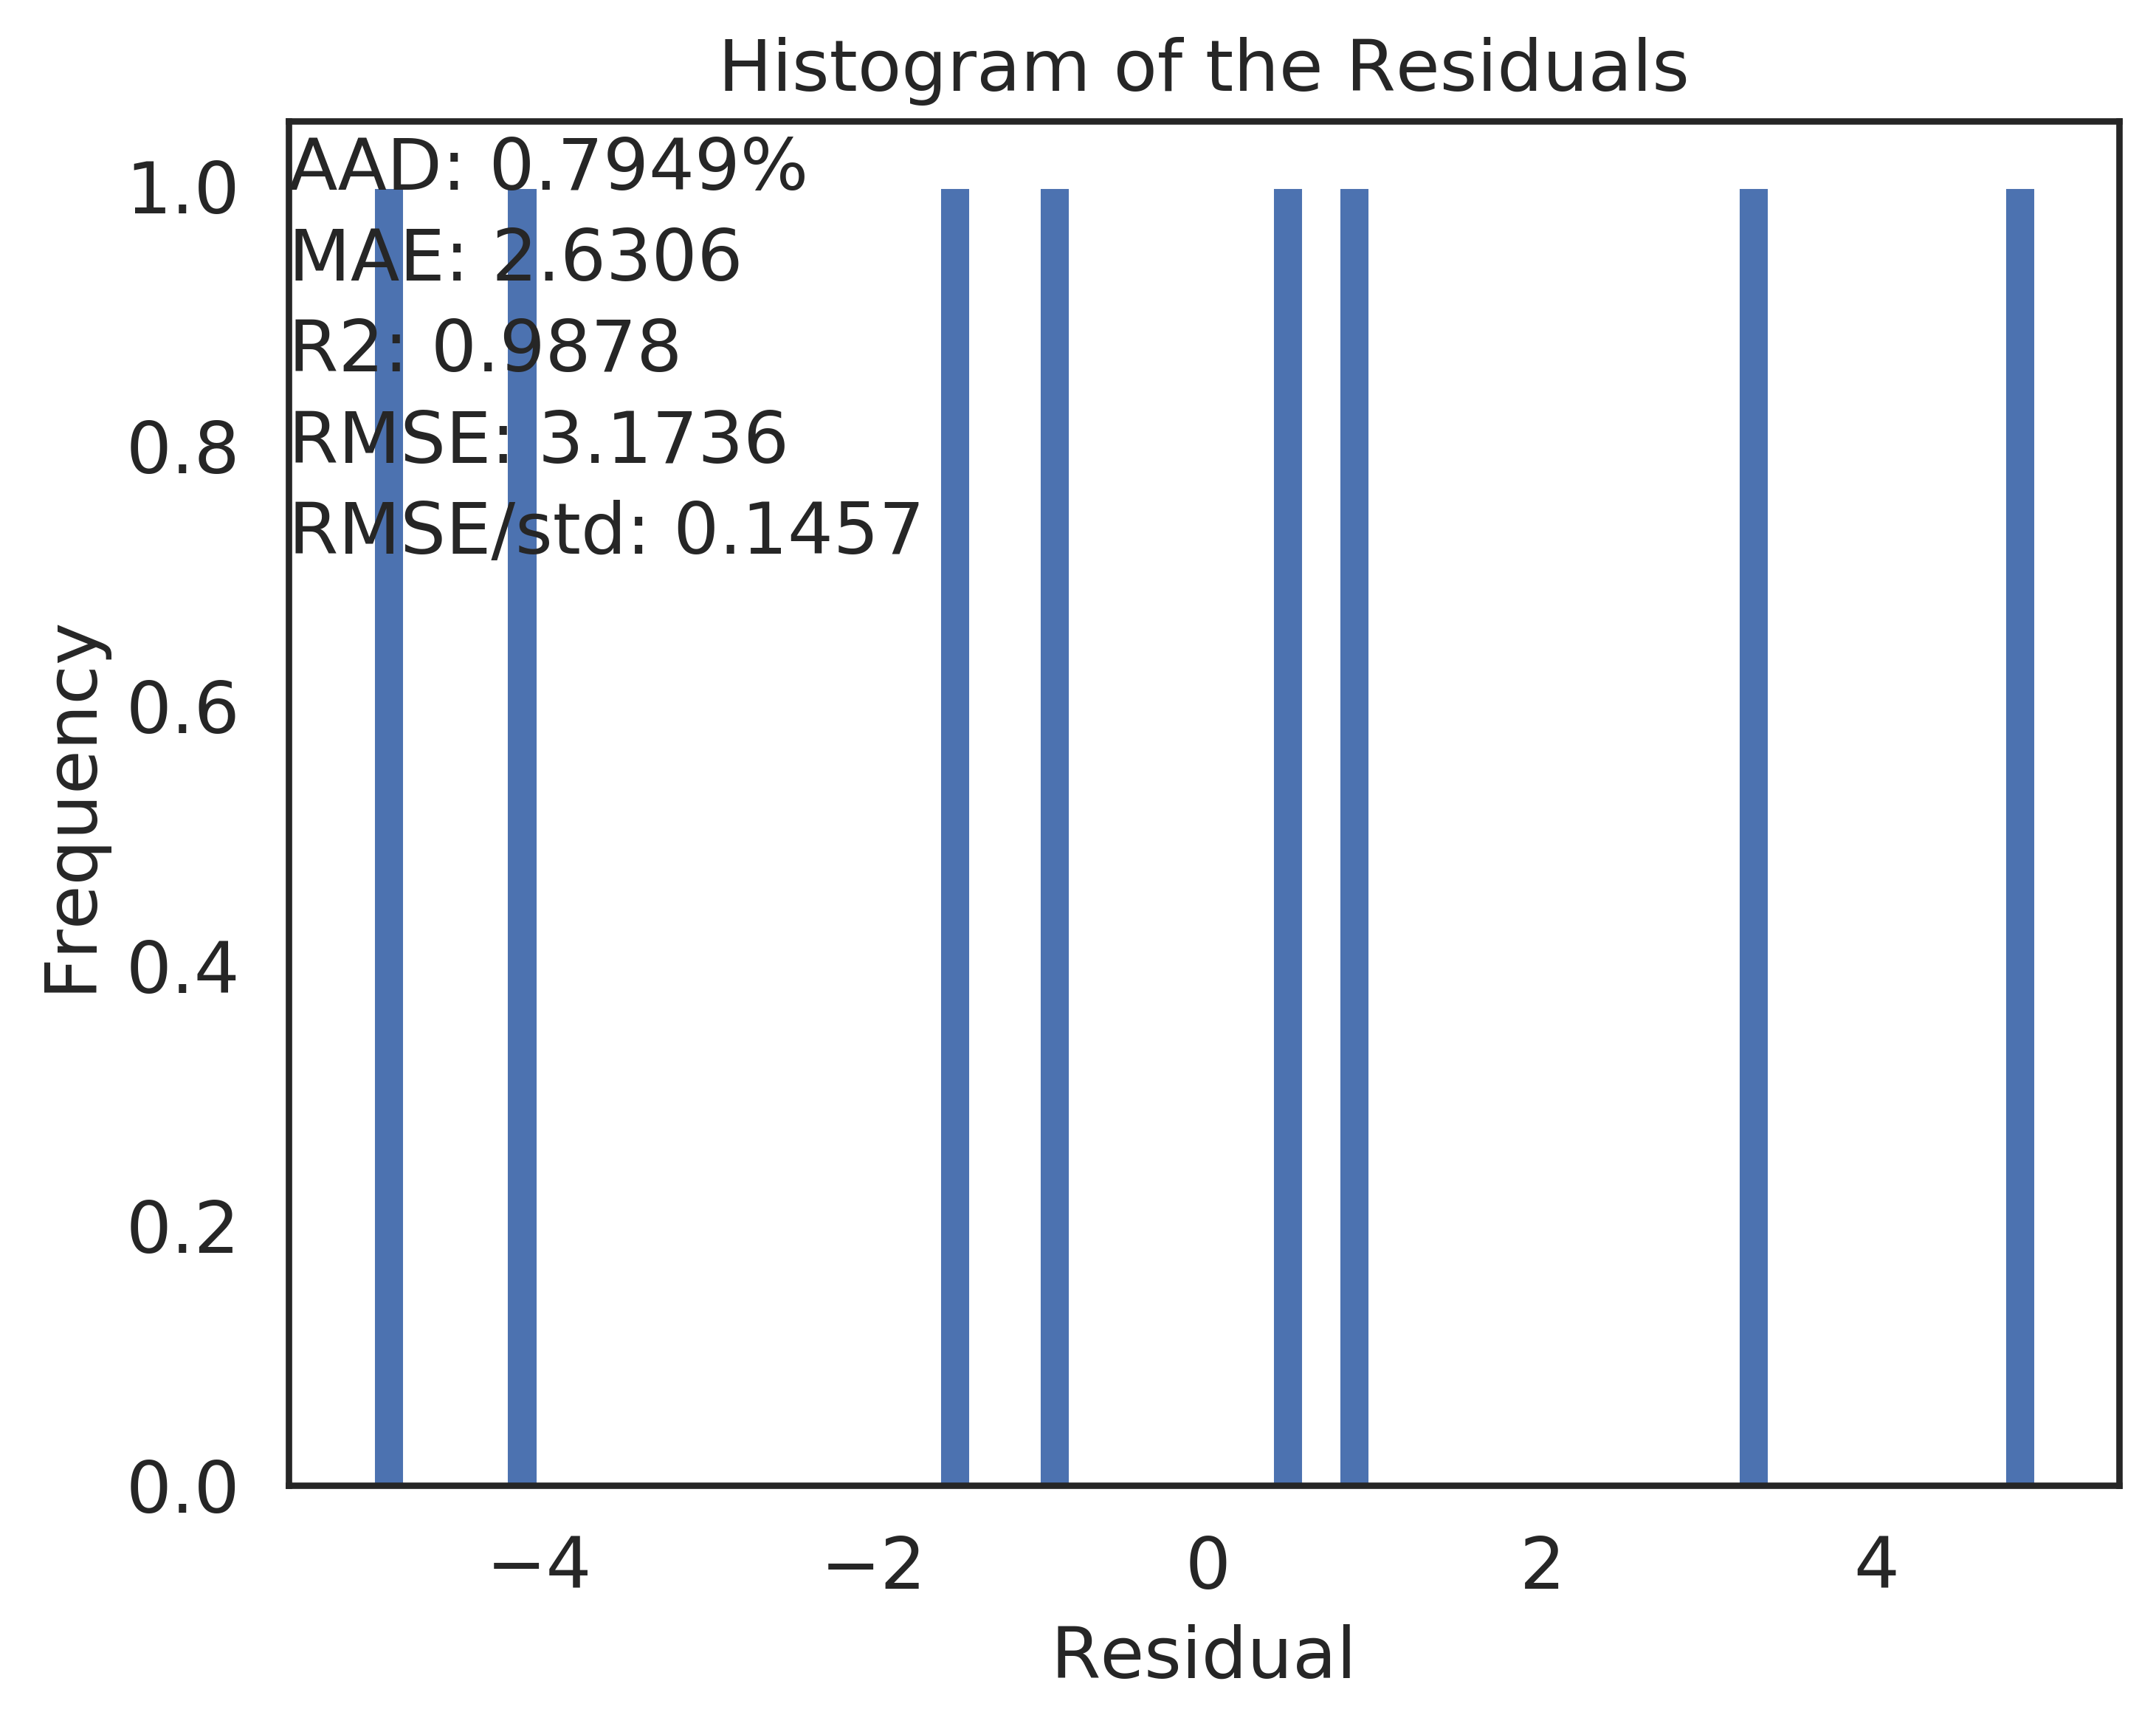 Histogram of the Residuals
AAD: 0.7949%
MAE: 2.6306
R2: 0.9878
RMSE: 3.1736
RMSE/std: 0.1457
1.0
0.8
0.6
0.4
0.2
0.0
Frequency
−4 −2 0 2 4
Residual